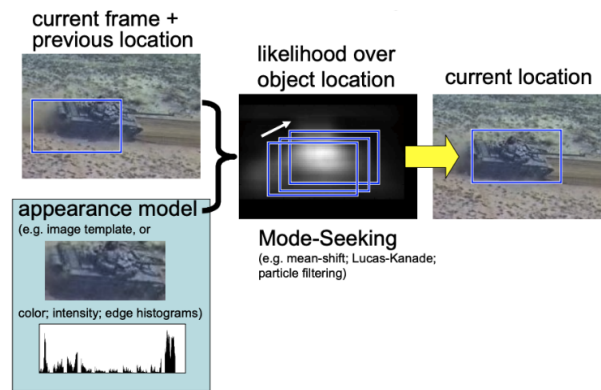 current frame +
previous location
likelihood over
object location
current location
appearance model
(e.g. image template, or
color; intensity; edge histograms)
Mode-Seeking
(e.g. mean-shift; Lucas-Kanade;
particle filtering)